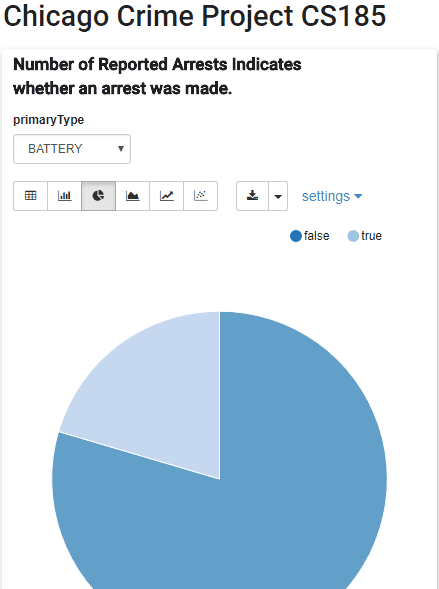 Chicago Crime Project CS185
Number of Reported Arrests Indicates
whether an arrest was made.
primaryType
BATTERY
settings
false true